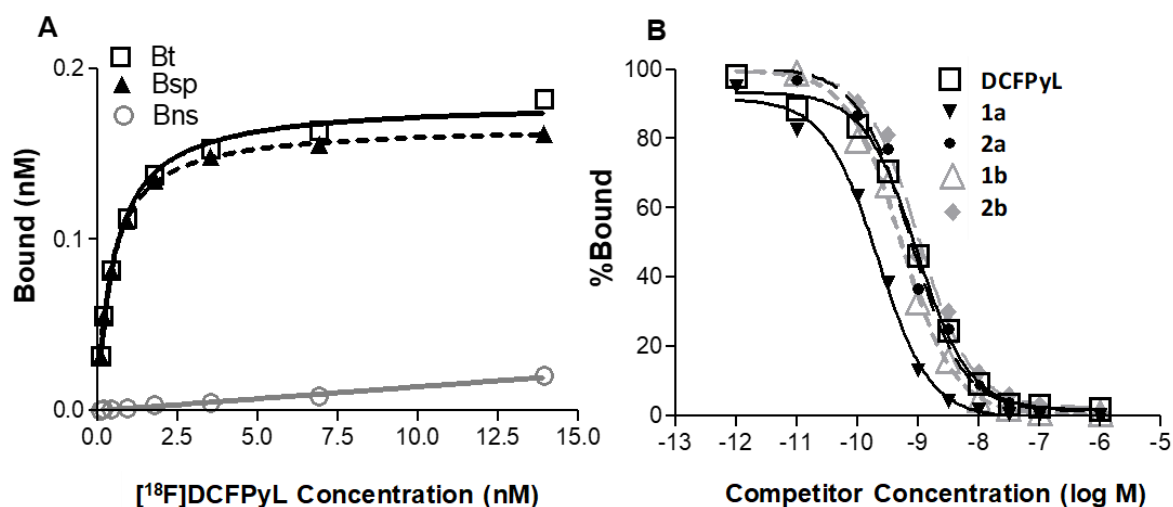 A
Bt
Bsp
Bns
0.2
0.1
0.0
Bound (nM)
0.0 2.5 5.0 7.5 10.0 12.5 15.0
[¹⁸F]DCFPyL Concentration (nM)
B
DCFPyL
1a
2a
1b
2b
100
80
60
40
20
0
%Bound
-13 -12 -11 -10 -9 -8 -7 -6 -5
Competitor Concentration (log M)